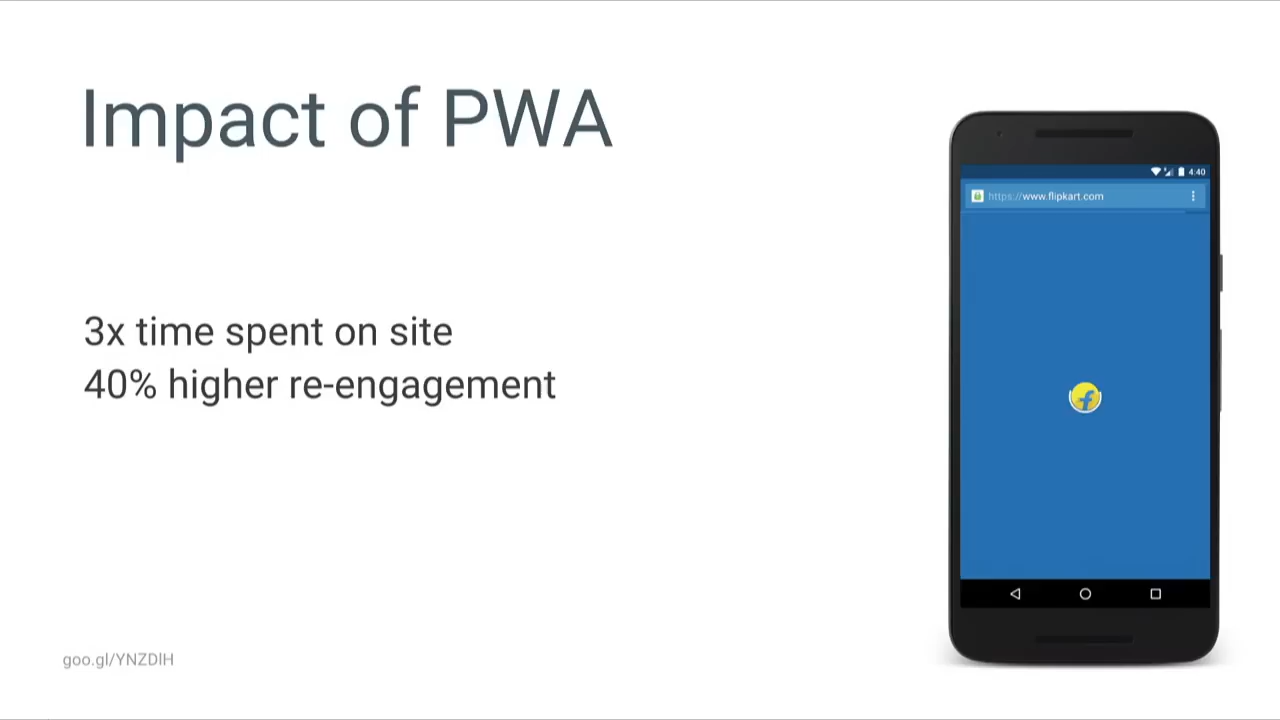 Impact of PWA
4:40
https://www.flipkart.com
3x time spent on site
40% higher re-engagement
goo.gl/YNZDlH